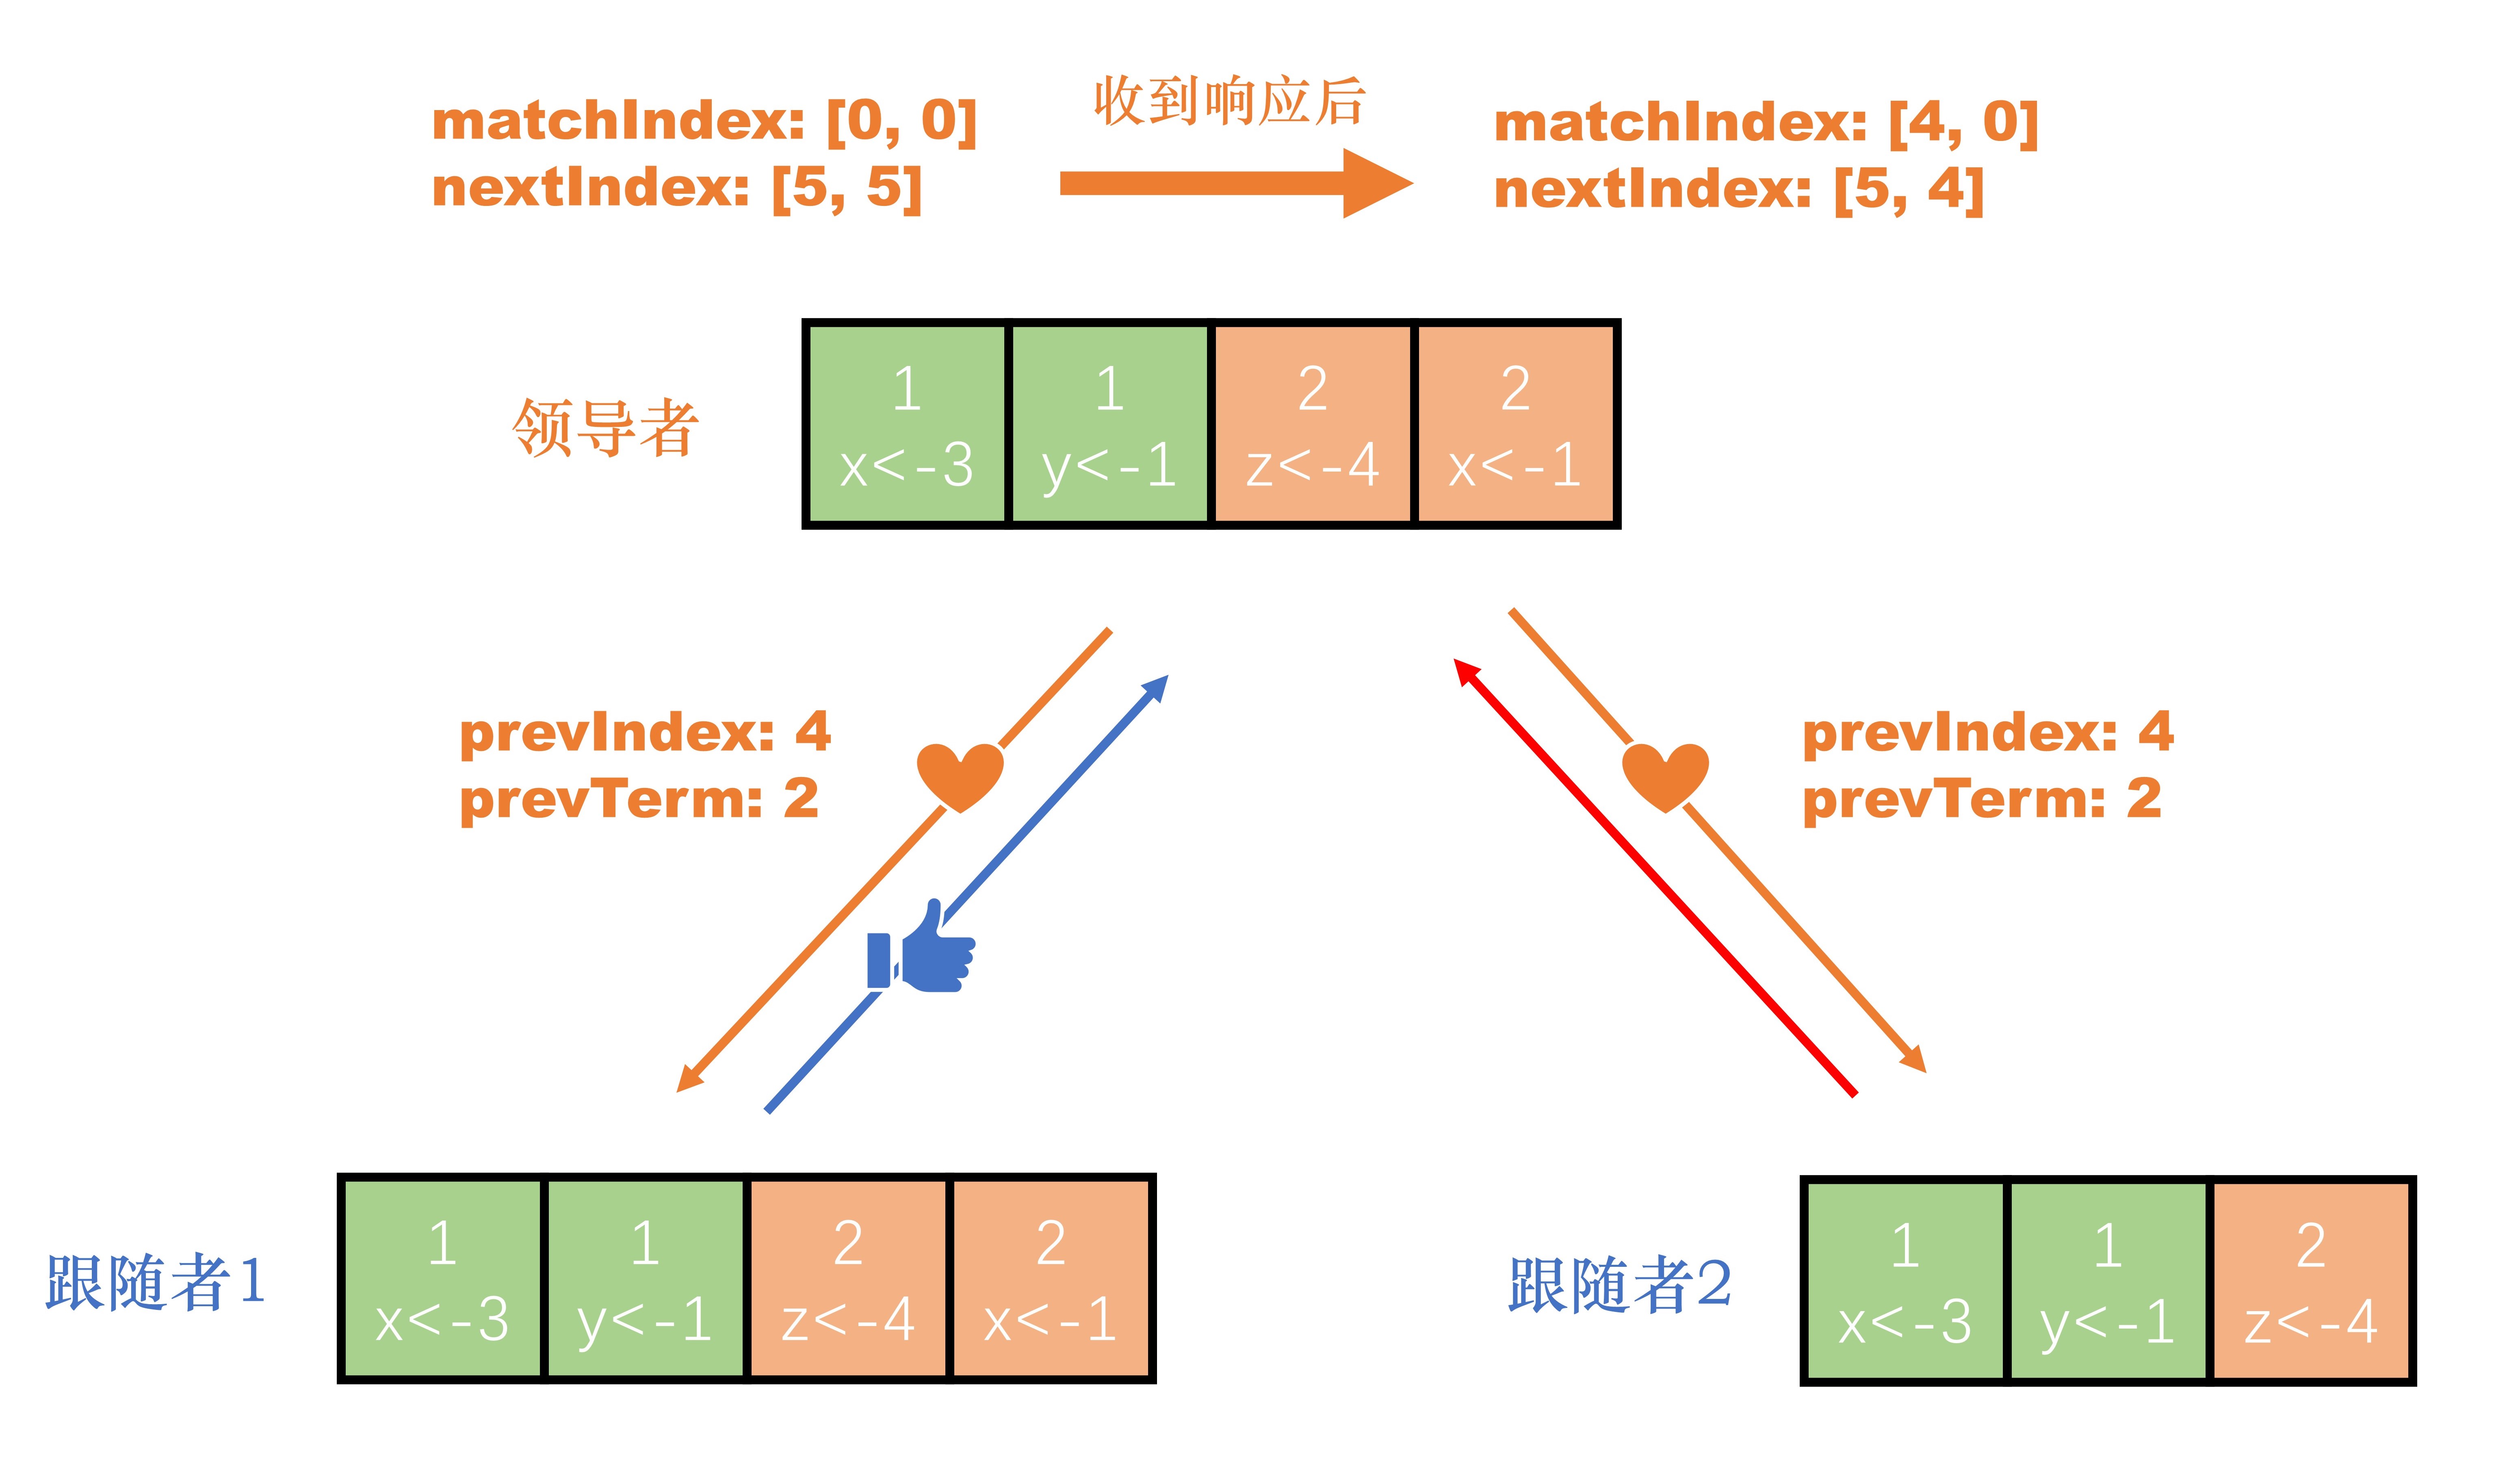 matchIndex: [0, 0]
nextIndex: [5, 5]
收到响应后
matchIndex: [4, 0]
nextIndex: [5, 4]
领导者
1 1 2 2
x<-3 y<-1 z<-4 x<-1
prevIndex: 4
prevTerm: 2
prevIndex: 4
prevTerm: 2
跟随者1
1 1 2 2
x<-3 y<-1 z<-4 x<-1
跟随者2
1 1 2
x<-3 y<-1 z<-4